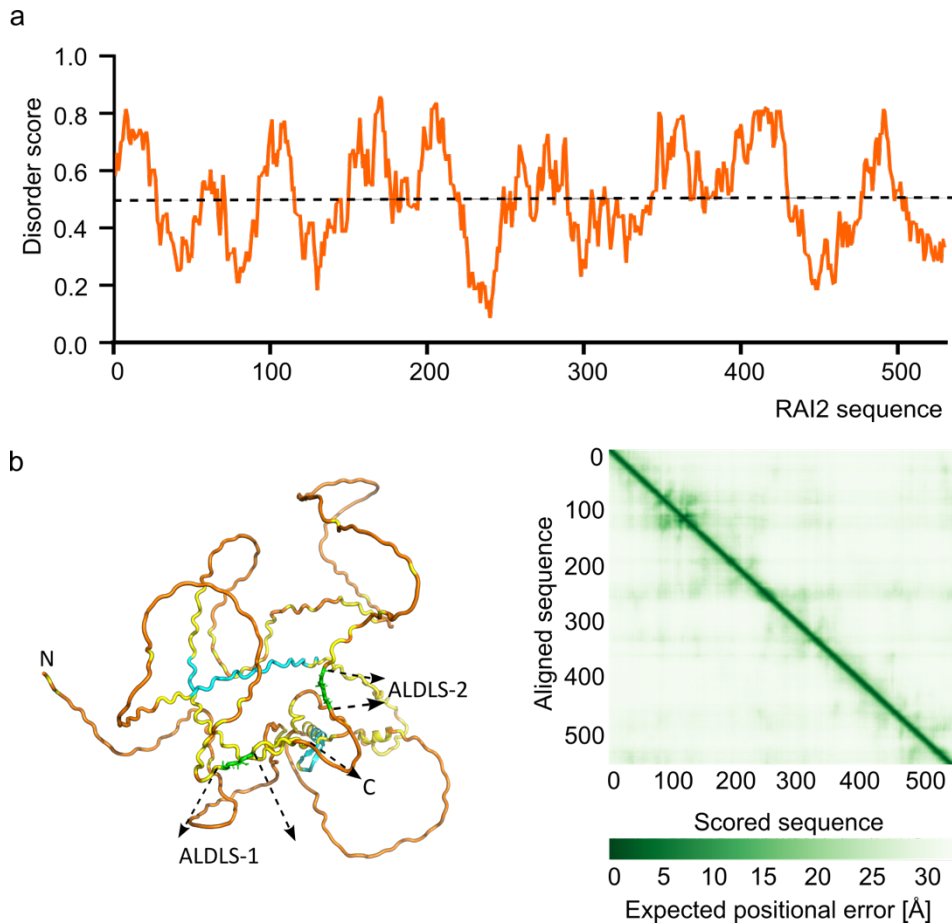 a
1.0
0.8
0.6
0.4
0.2
0.0
Disorder score
0 100 200 300 400 500
RAI2 sequence
b
N
ALDLS-2
C
ALDLS-1
0
100
200
300
400
500
Aligned sequence
0 100 200 300 400 500
Scored sequence
0 5 10 15 20 25 30
Expected positional error [Å]